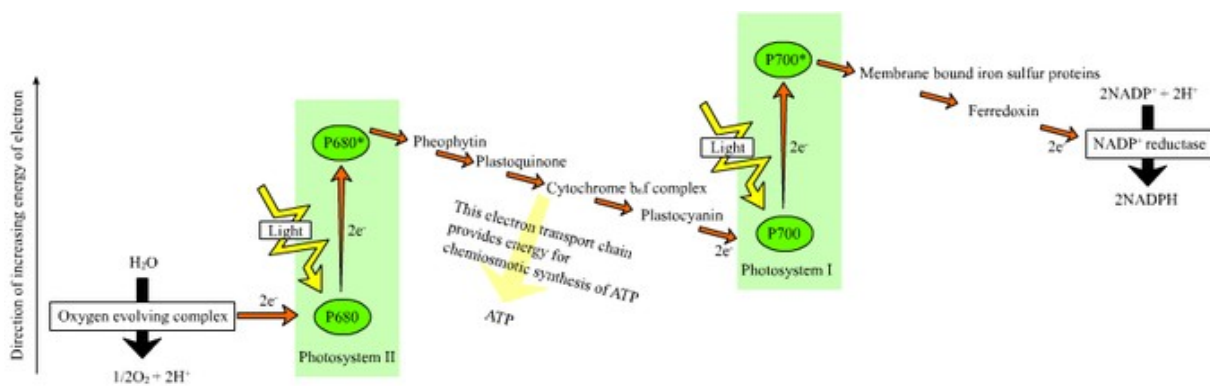 Direction of increasing energy of electron
H₂O
Oxygen evolving complex
1/2O₂ + 2H⁺
2e⁻
Light
P680*
2e⁻
P680
Photosystem II
Pheophytin
Plastoquinone
Cytochrome b₆f complex
Plastocyanin
2e⁻
This electron transport chain
provides energy for
chemiosmotic synthesis of ATP
ATP
P700*
Light
2e⁻
P700
Photosystem I
Membrane bound iron sulfur proteins
Ferredoxin
2e⁻
2NADP⁺ + 2H⁺
NADP⁺ reductase
2NADPH